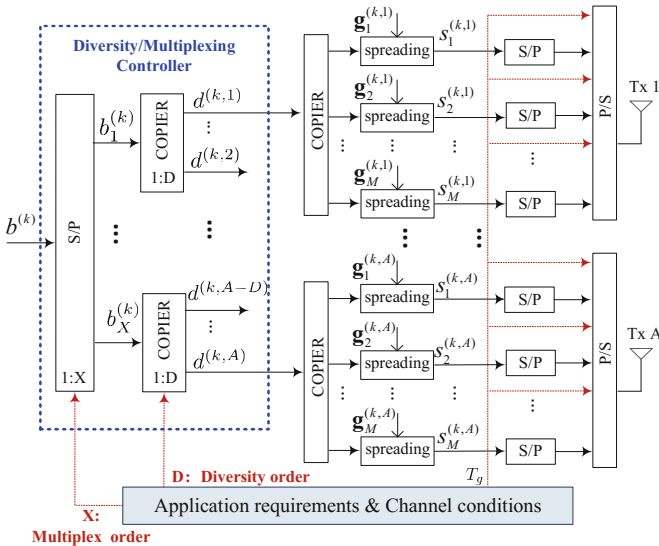 Diversity/Multiplexing
Controller
b^{(k)}
S/P
1:X
b_1^{(k)}
COPIER
1:D
d^{(k,1)}
...
d^{(k,2)}
⋮
⋮
b_X^{(k)}
COPIER
1:D
d^{(k,A-D)}
...
d^{(k,A)}
COPIER
g_1^{(k,1)}
spreading
s_1^{(k,1)}
S/P
g_2^{(k,1)}
spreading
s_2^{(k,1)}
S/P
...
...
...
...
g_M^{(k,1)}
spreading
s_M^{(k,1)}
S/P
P/S
Tx 1
⋮
⋮
COPIER
g_1^{(k,A)}
spreading
s_1^{(k,A)}
S/P
g_2^{(k,A)}
spreading
s_2^{(k,A)}
S/P
...
...
...
...
g_M^{(k,A)}
spreading
s_M^{(k,A)}
S/P
P/S
Tx A
D: Diversity order
T_g
X:
Multiplex order
Application requirements & Channel conditions